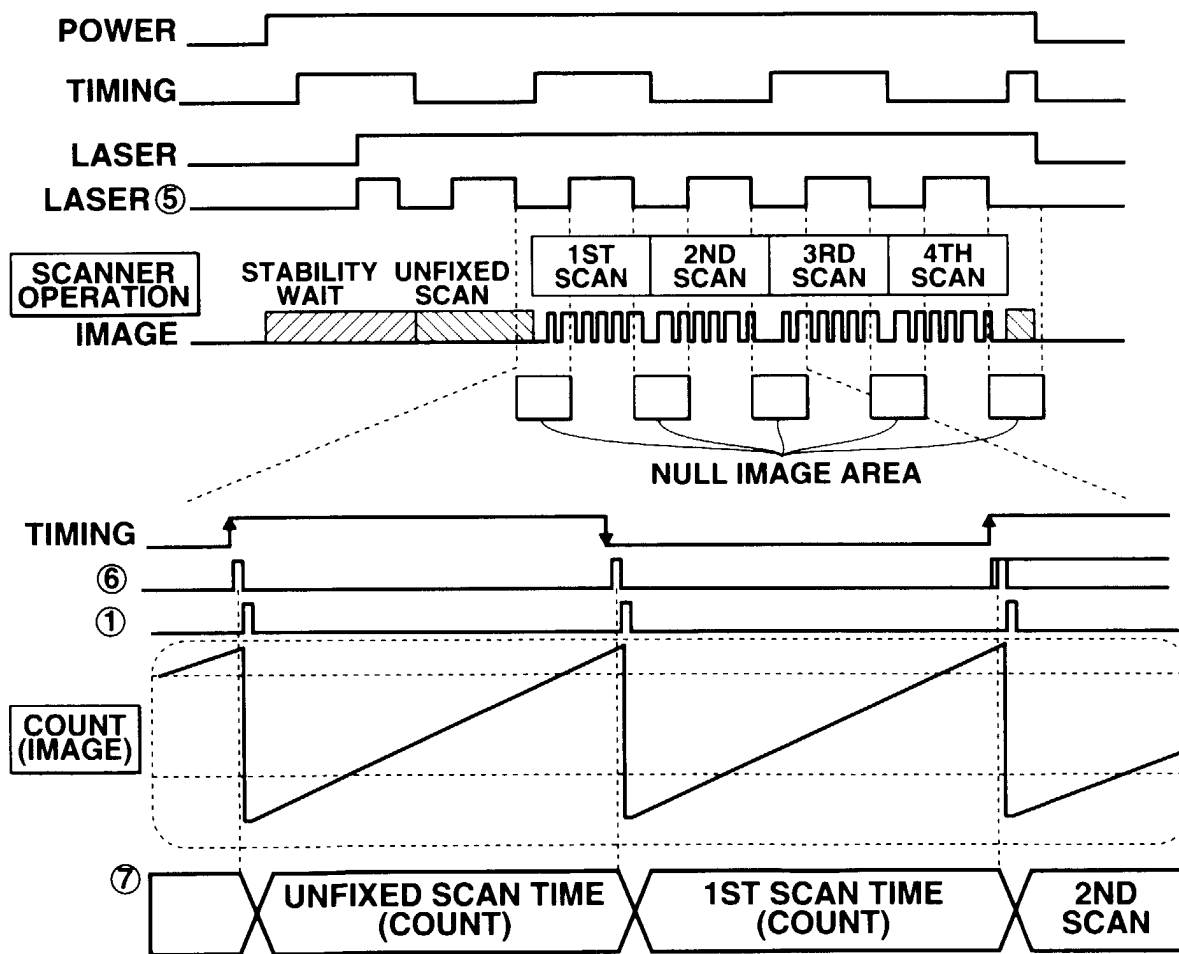 POWER
TIMING
LASER
LASER⑤
SCANNER
OPERATION
STABILITY
WAIT
UNFIXED
SCAN
1ST
SCAN
2ND
SCAN
3RD
SCAN
4TH
SCAN
IMAGE
NULL IMAGE AREA
TIMING
⑥
①
COUNT
(IMAGE)
⑦
UNFIXED SCAN TIME
(COUNT)
1ST SCAN TIME
(COUNT)
2ND
SCAN